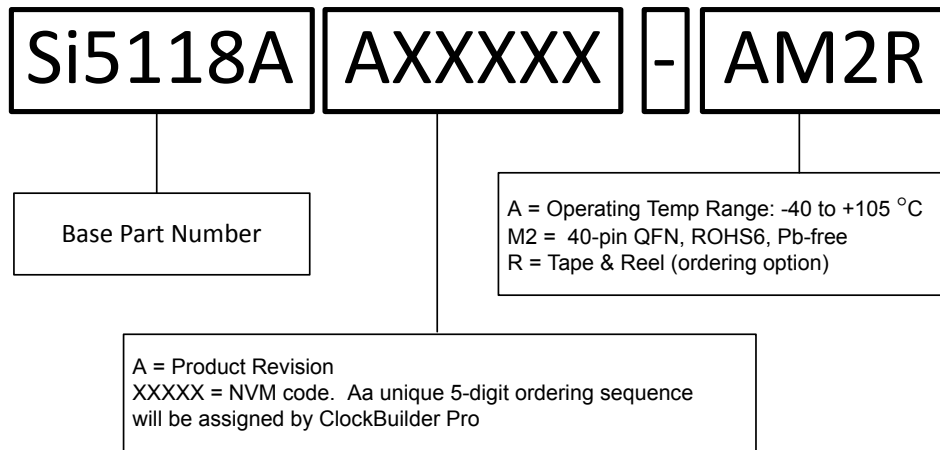 Si5118A AXXXXX - AM2R
Base Part Number
A = Operating Temp Range: -40 to +105 °C
M2 = 40-pin QFN, ROHS6, Pb-free
R = Tape & Reel (ordering option)
A = Product Revision
XXXXX = NVM code. Aa unique 5-digit ordering sequence
will be assigned by ClockBuilder Pro